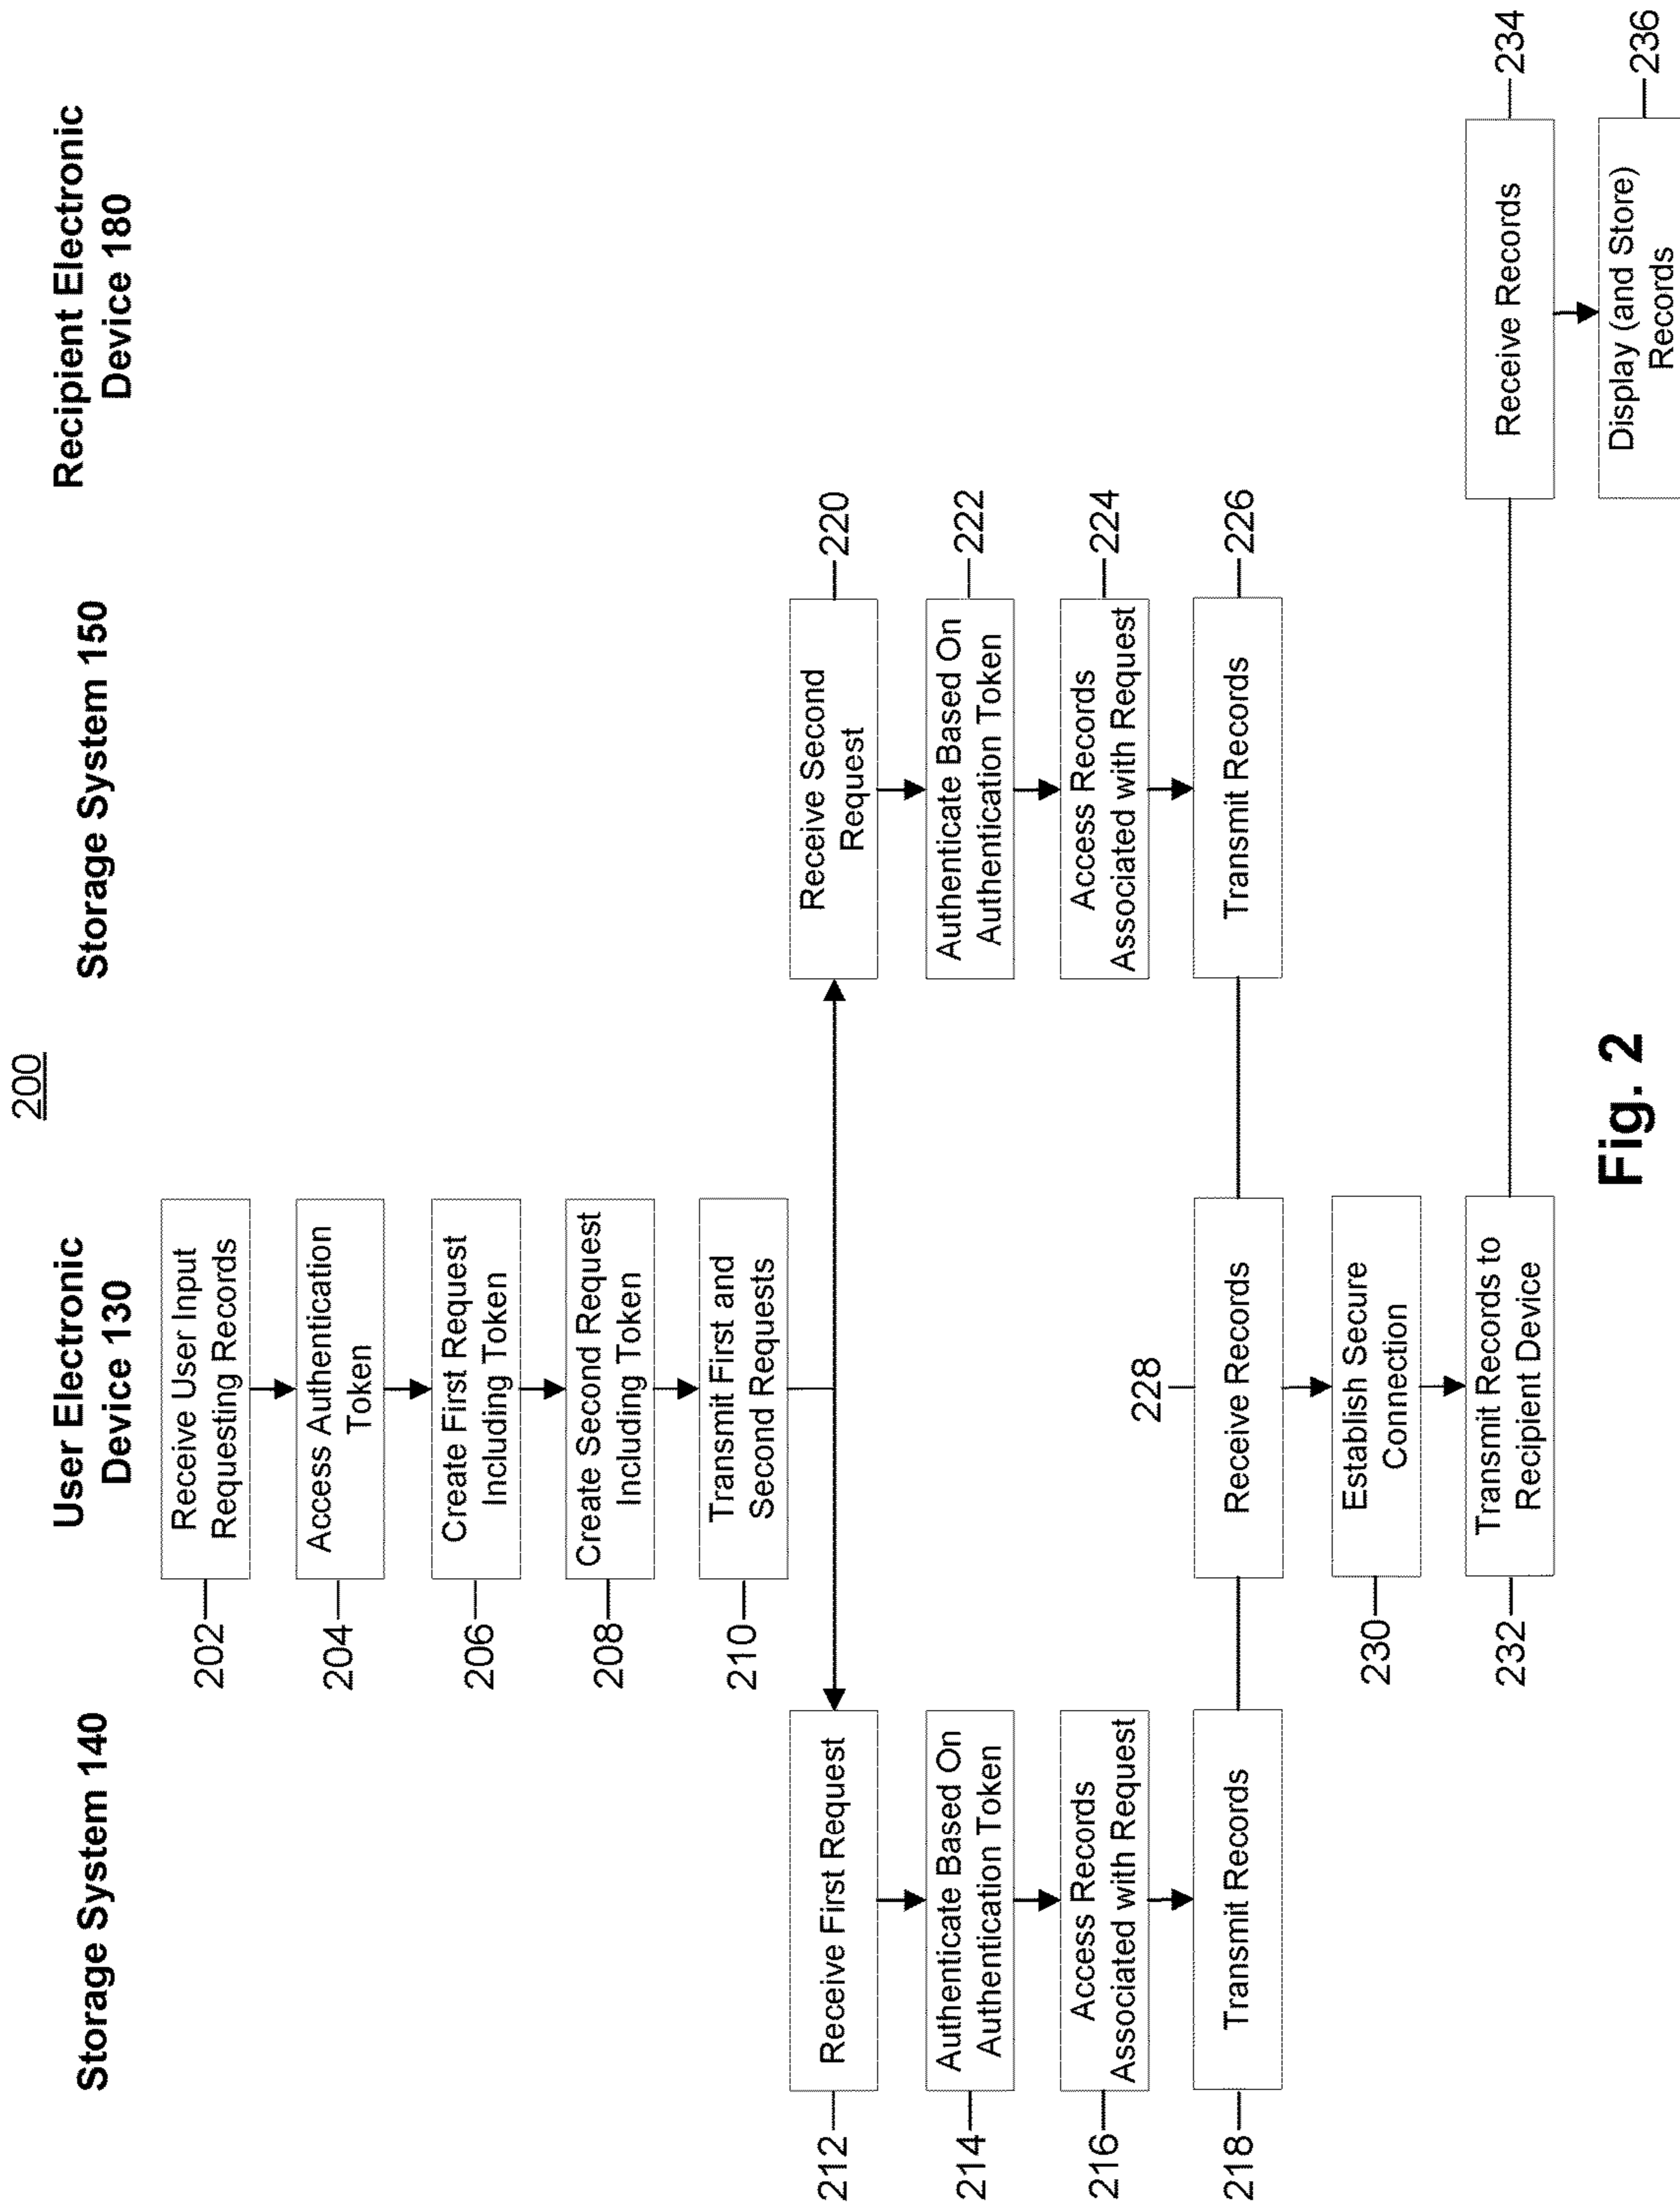 200
Storage System 140
User Electronic
Device 130
Storage System 150
Recipient Electronic
Device 180
202
Receive User Input
Requesting Records
204
Access Authentication
Token
206
Create First Request
Including Token
208
Create Second Request
Including Token
210
Transmit First and
Second Requests
212
Receive First Request
214
Authenticate Based On
Authentication Token
216
Access Records
Associated with Request
218
Transmit Records
Receive Second
Request
220
Authenticate Based On
Authentication Token
222
Access Records
Associated with Request
224
Transmit Records
226
228
Receive Records
230
Establish Secure
Connection
232
Transmit Records to
Recipient Device
Receive Records
234
Display (and Store)
Records
236
Fig. 2